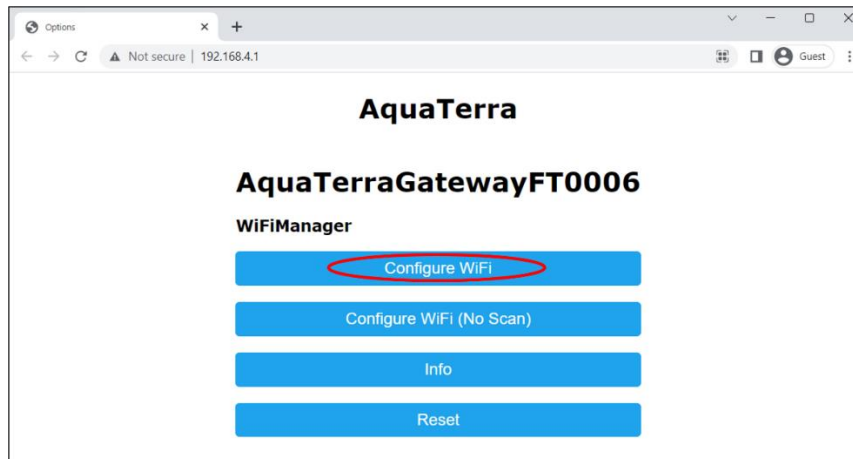 Options
Not secure | 192.168.4.1
Guest
AquaTerra
AquaTerraGatewayFT0006
WiFiManager
Configure WiFi
Configure WiFi (No Scan)
Info
Reset